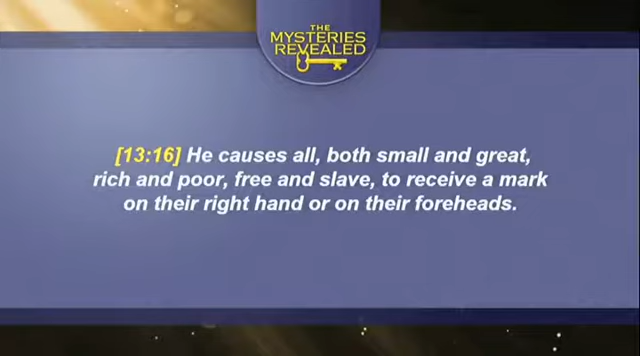 THE
MYSTERIES
REVEALED
[13:16] He causes all, both small and great,
rich and poor, free and slave, to receive a mark
on their right hand or on their foreheads.